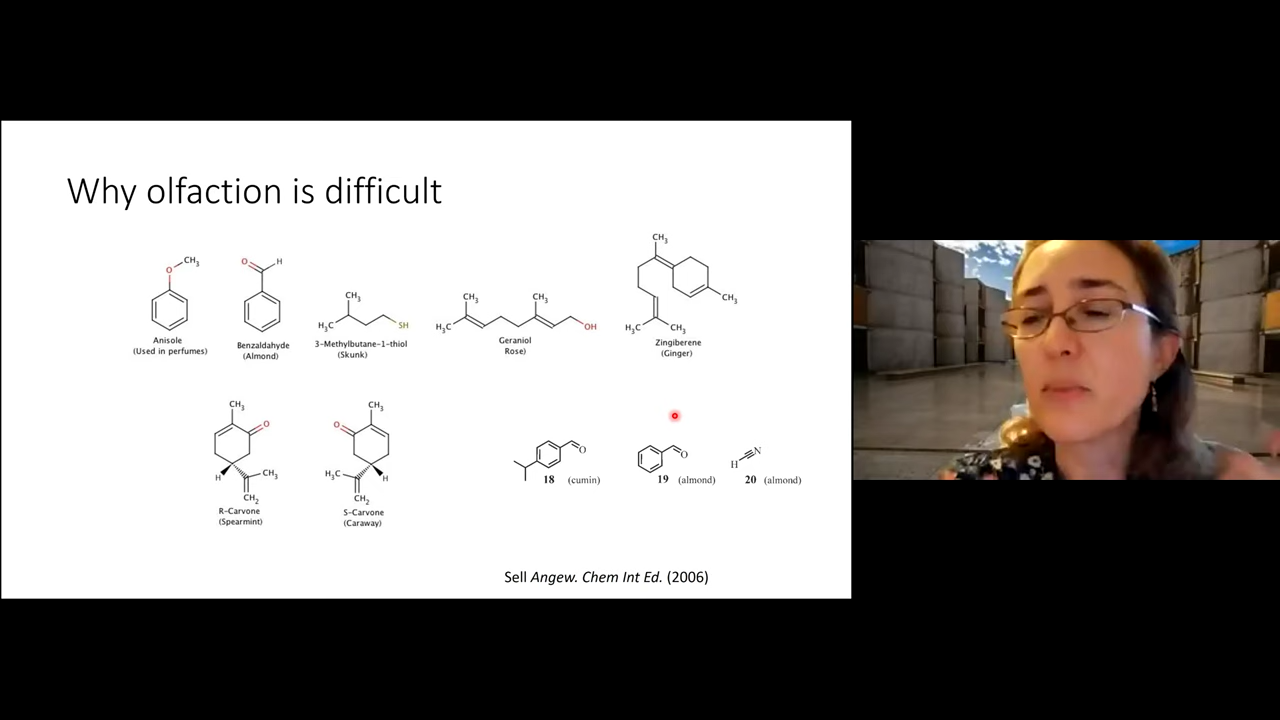 Why olfaction is difficult
O
CH3
Anisole
(Used in perfumes)
O
H
Benzaldahyde
(Almond)
CH3
H3C
SH
3-Methylbutane-1-thiol
(Skunk)
CH3
CH3
H3C
OH
Geraniol
Rose)
CH3
CH3
H3C
CH3
Zingiberene
(Ginger)
CH3
O
H
CH3
CH2
R-Carvone
(Spearmint)
CH3
O
H3C
H
CH2
S-Carvone
(Caraway)
O
18 (cumin)
O
19 (almond)
H
N
20 (almond)
Sell Angew. Chem Int Ed. (2006)